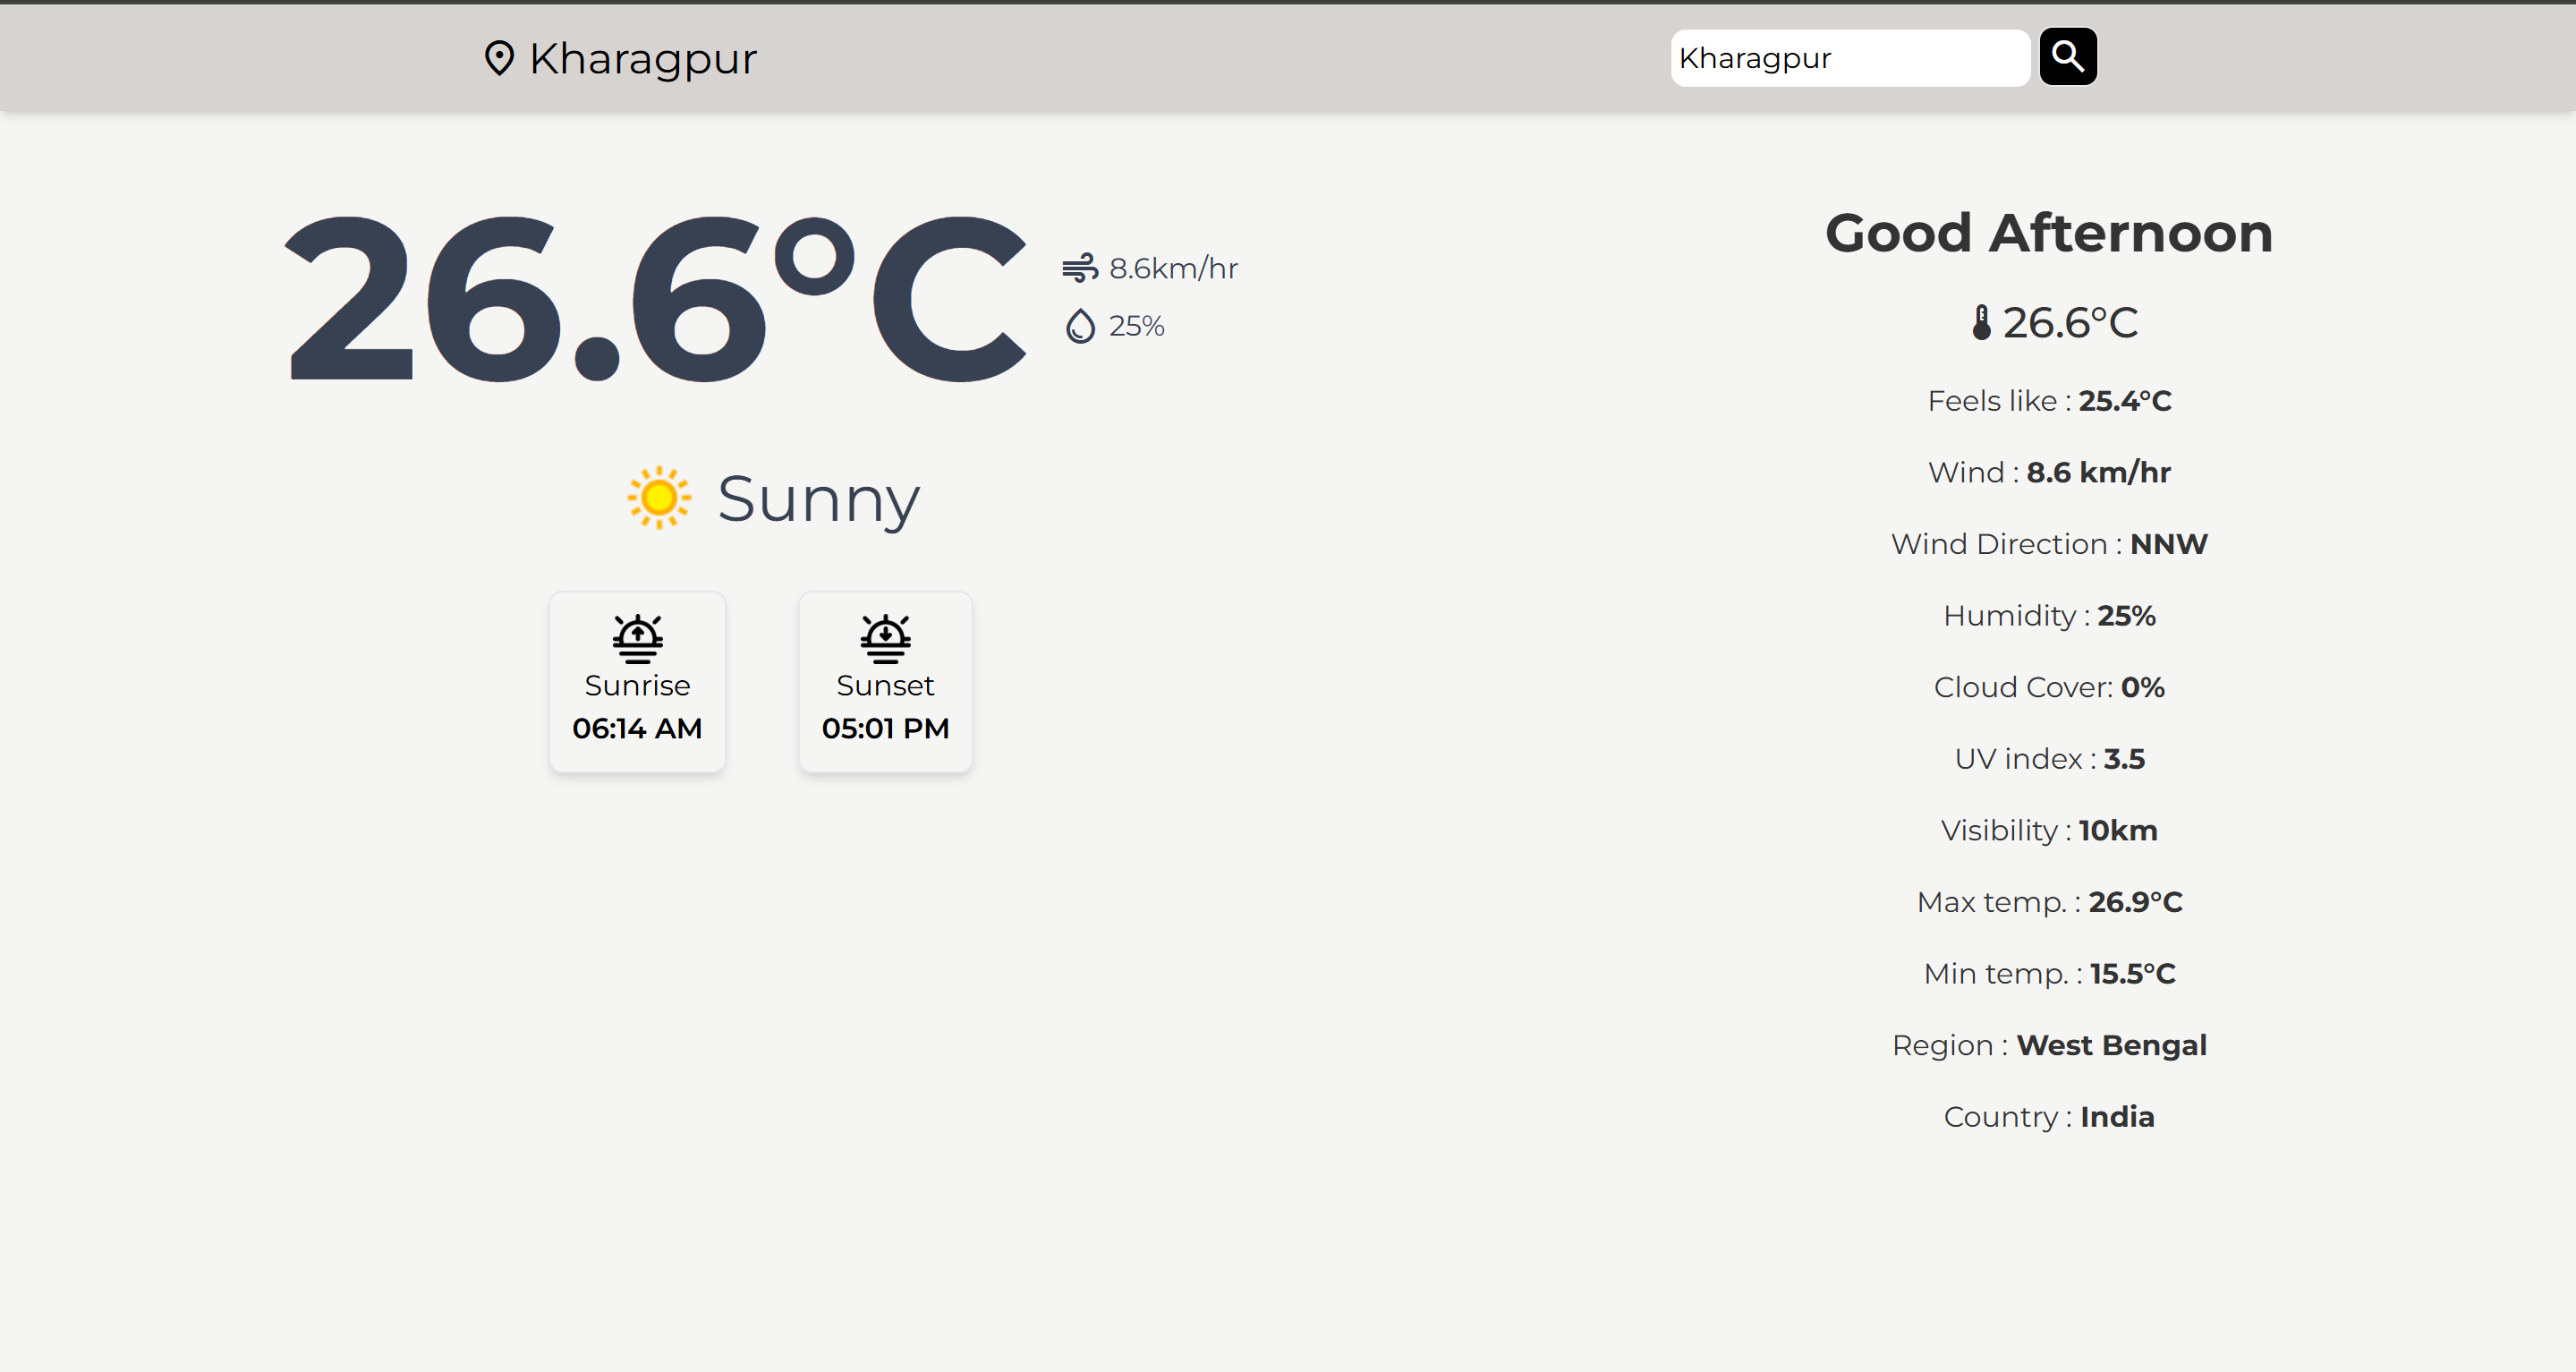 Kharagpur
Kharagpur
26.6°C
8.6km/hr
25%
Sunny
Sunrise
06:14 AM
Sunset
05:01 PM
Good Afternoon
26.6°C
Feels like : 25.4°C
Wind : 8.6 km/hr
Wind Direction : NNW
Humidity : 25%
Cloud Cover: 0%
UV index : 3.5
Visibility : 10km
Max temp. : 26.9°C
Min temp. : 15.5°C
Region : West Bengal
Country : India